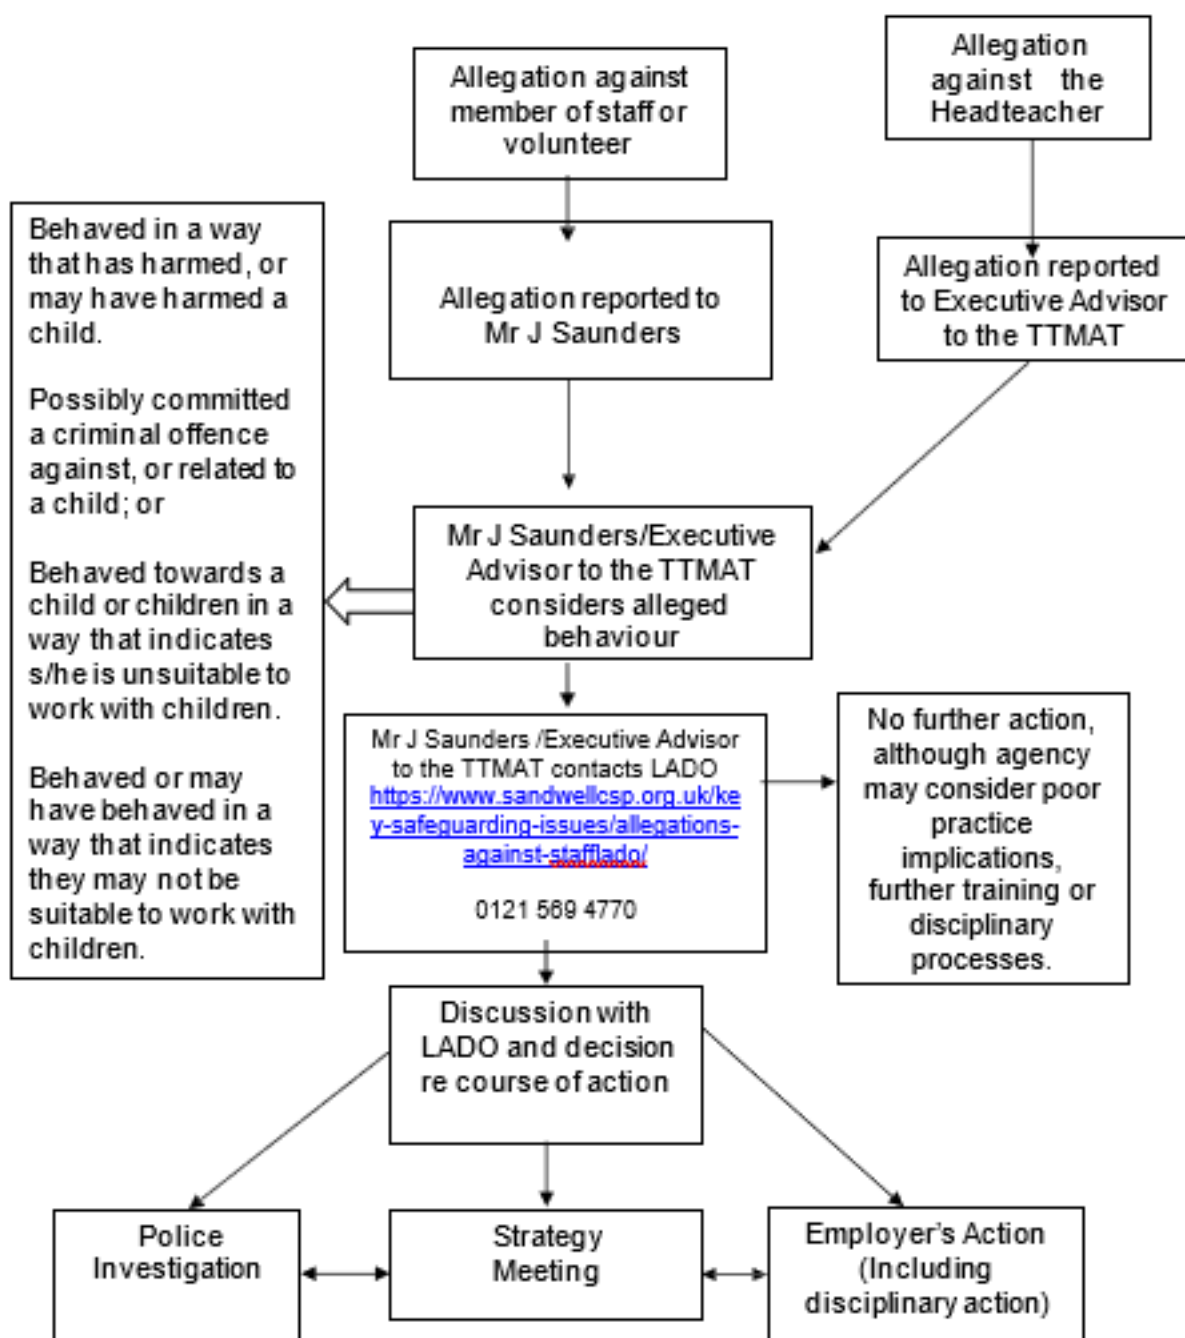 Allegation against
member of staff or
volunteer
Allegation
against the
Headteacher
Behaved in a way
that has harmed, or
may have harmed a
child.
Possibly committed
a criminal offence
against, or related to
a child; or
Behaved towards a
child or children in a
way that indicates
s/he is unsuitable to
work with children.
Behaved or may
have behaved in a
way that indicates
they may not be
suitable to work with
children.
Allegation reported to
Mr J Saunders
Allegation reported
to Executive Advisor
to the TTMAT
Mr J Saunders/Executive
Advisor to the TTMAT
considers alleged
behaviour
Mr J Saunders /Executive Advisor
to the TTMAT contacts LADO
https://www.sandwellcsp.org.uk/ke
y-safeguarding-issues/allegations-
against-stafflado/
0121 569 4770
No further action,
although agency
may consider poor
practice
implications,
further training or
disciplinary
processes.
Discussion with
LADO and decision
re course of action
Police
Investigation
Strategy
Meeting
Employer's Action
(Including
disciplinary action)